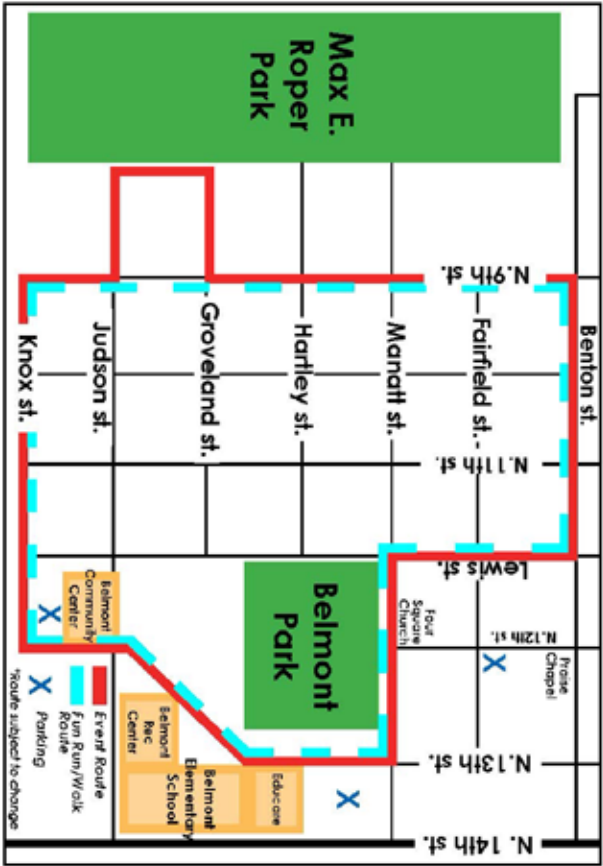 Max E.
Roper
Park
N.9th st.
Benton st.
Fairfield st.-
Manatt st.
Hartley st.
Groveland st.
Judson st.
Knox st.
N.11th st.
Lewis st.
Belmont
Park
Four
Square
Church
N.12th st.
Praise
Chapel
Belmont
Community
Center
N.13th st.
Belmont
Rec
Center
Belmont
Elementary
School
Educare
N. 14th st.
Event Route
Fun Run/Walk
Route
X Parking
*Route subject to change
X
X
X